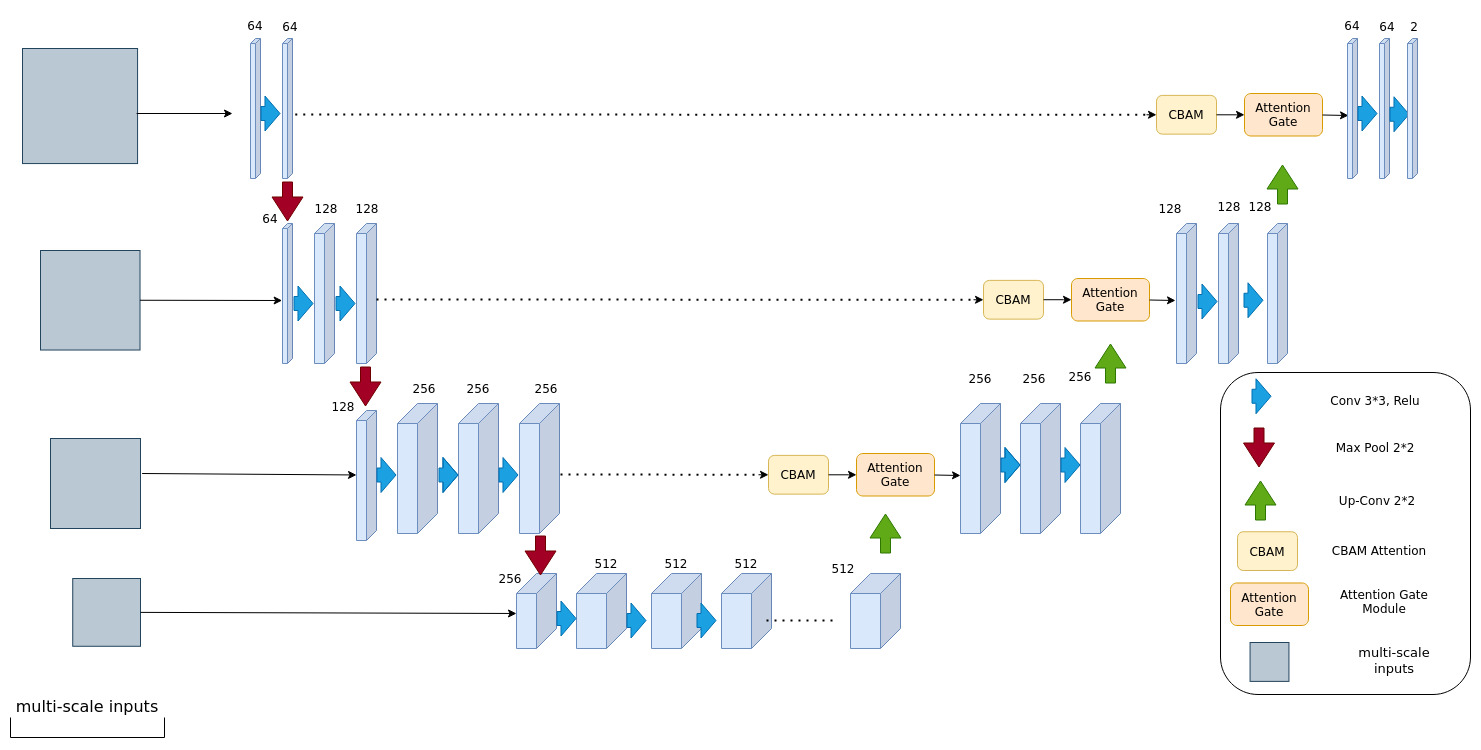 64 64
64 64 2
CBAM
Attention
Gate
64 128 128
128 128 128
CBAM
Attention
Gate
128 256 256 256
256 256 256
CBAM
Attention
Gate
256 512 512 512 512
Conv 3*3, Relu
Max Pool 2*2
Up-Conv 2*2
CBAM
CBAM Attention
Attention
Gate
Attention Gate
Module
multi-scale
inputs
multi-scale inputs